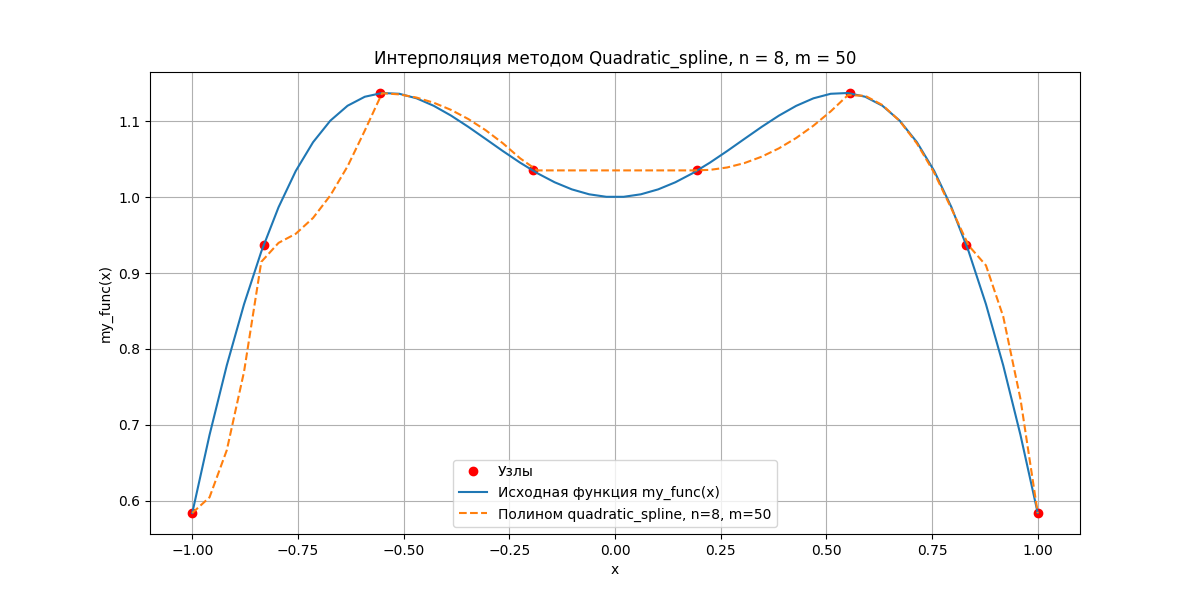 Интерполяция методом Quadratic_spline, n = 8, m = 50
my_func(x)
1.1
1.0
0.9
0.8
0.7
0.6
Узлы
Исходная функция my_func(x)
Полином quadratic_spline, n=8, m=50
−1.00 −0.75 −0.50 −0.25 0.00 0.25 0.50 0.75 1.00
x